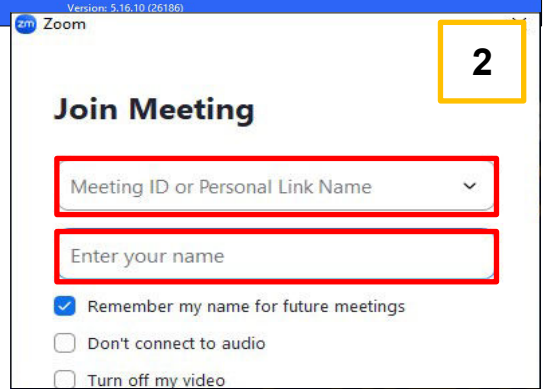 Version: 5.16.10 (26186)
zm Zoom
2
Join Meeting
Meeting ID or Personal Link Name
Enter your name
Remember my name for future meetings
Don't connect to audio
Turn off my video